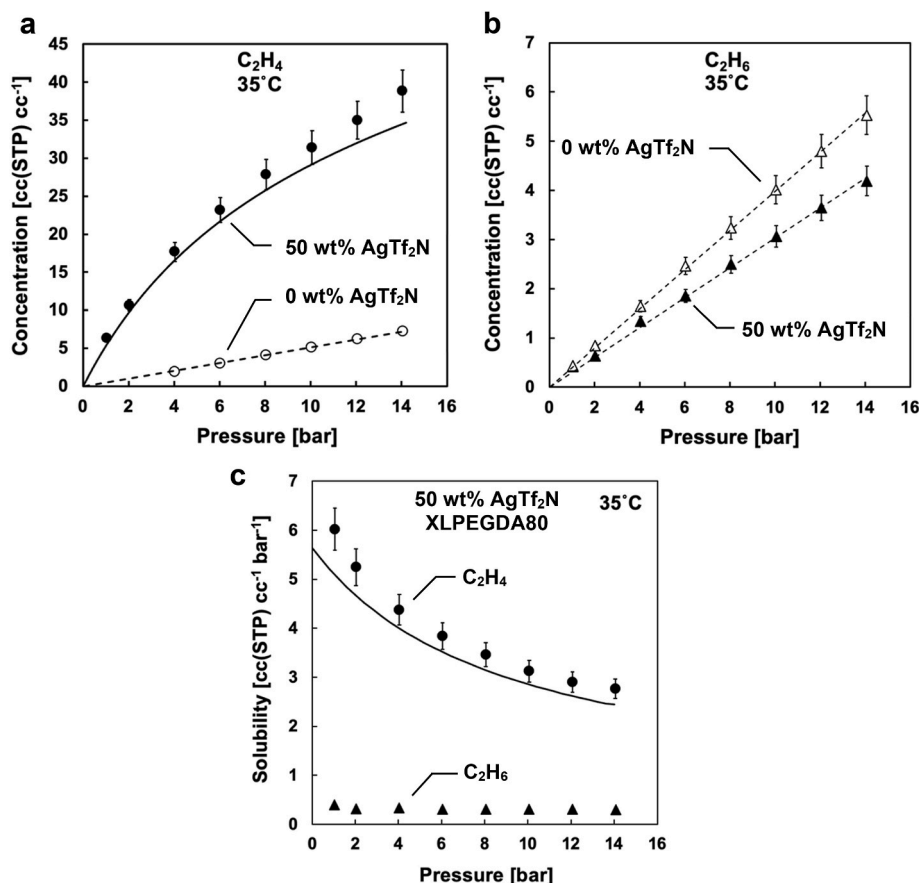 a
C₂H₄
35˚C
Concentration [cc(STP) cc⁻¹]
45
40
35
30
25
20
15
10
5
0
50 wt% AgTf₂N
0 wt% AgTf₂N
0 2 4 6 8 10 12 14 16
Pressure [bar]
b
C₂H₆
35˚C
Concentration [cc(STP) cc⁻¹]
7
6
5
4
3
2
1
0
0 wt% AgTf₂N
50 wt% AgTf₂N
0 2 4 6 8 10 12 14 16
Pressure [bar]
c
50 wt% AgTf₂N
XLPEGDA80
35˚C
Solubility [cc(STP) cc⁻¹ bar⁻¹]
7
6
5
4
3
2
1
0
C₂H₄
C₂H₆
0 2 4 6 8 10 12 14 16
Pressure [bar]